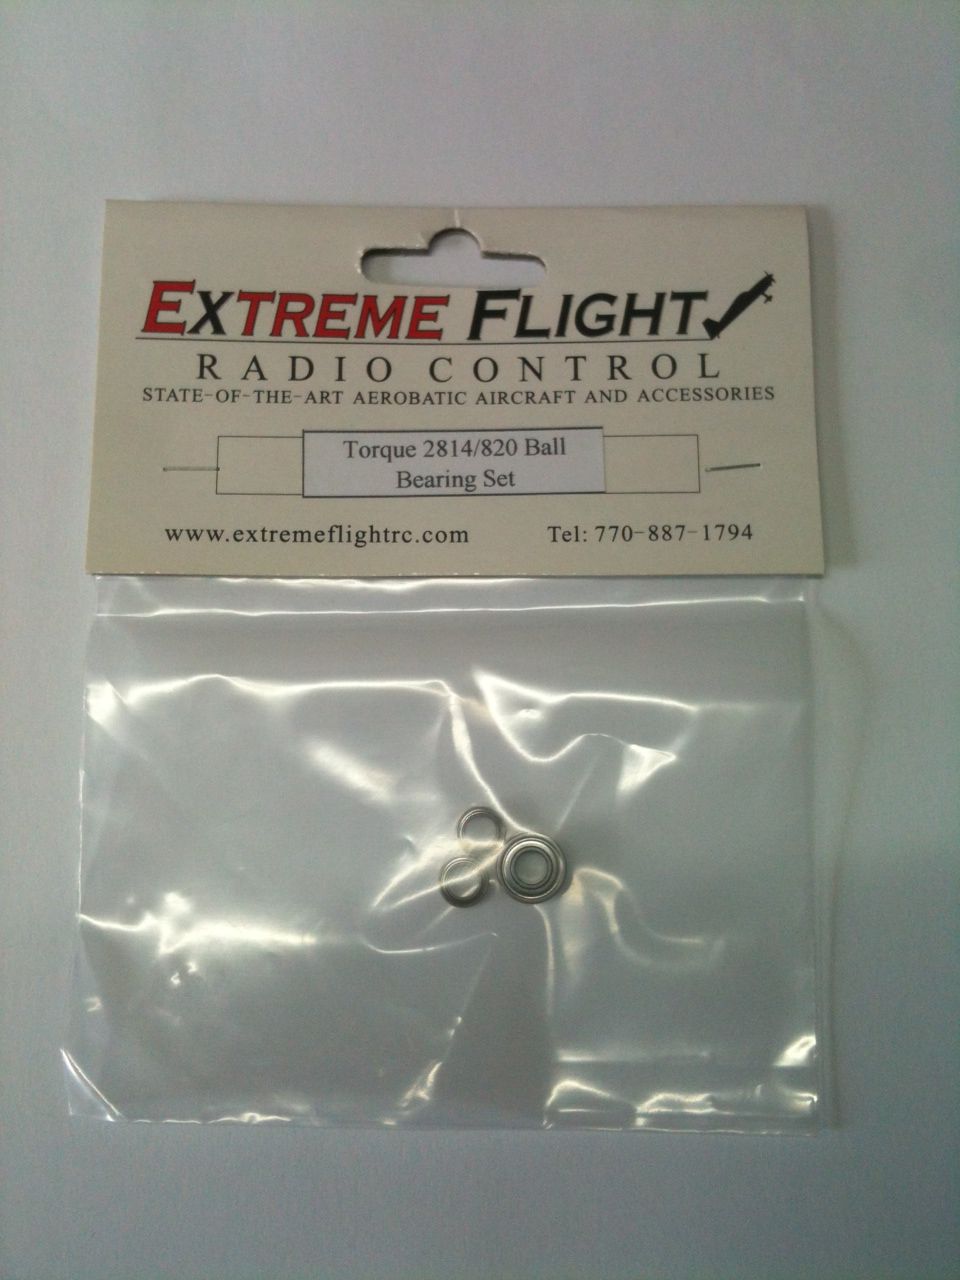 EXTREME FLIGHT
RADIO CONTROL
STATE-OF-THE-ART AEROBATIC AIRCRAFT AND ACCESSORIES
Torque 2814/820 Ball
Bearing Set
www.extremeflightrc.com Tel: 770-887-1794